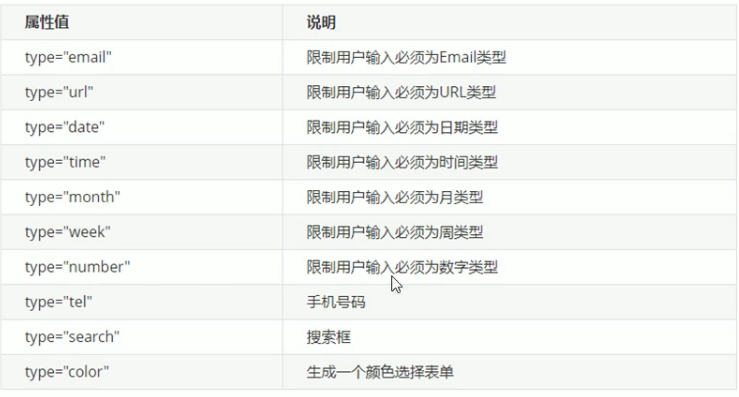 属性值 说明
type="email" 限制用户输入必须为Email类型
type="url" 限制用户输入必须为URL类型
type="date" 限制用户输入必须为日期类型
type="time" 限制用户输入必须为时间类型
type="month" 限制用户输入必须为月类型
type="week" 限制用户输入必须为周类型
type="number" 限制用户输入必须为数字类型
type="tel" 手机号码
type="search" 搜索框
type="color" 生成一个颜色选择表单